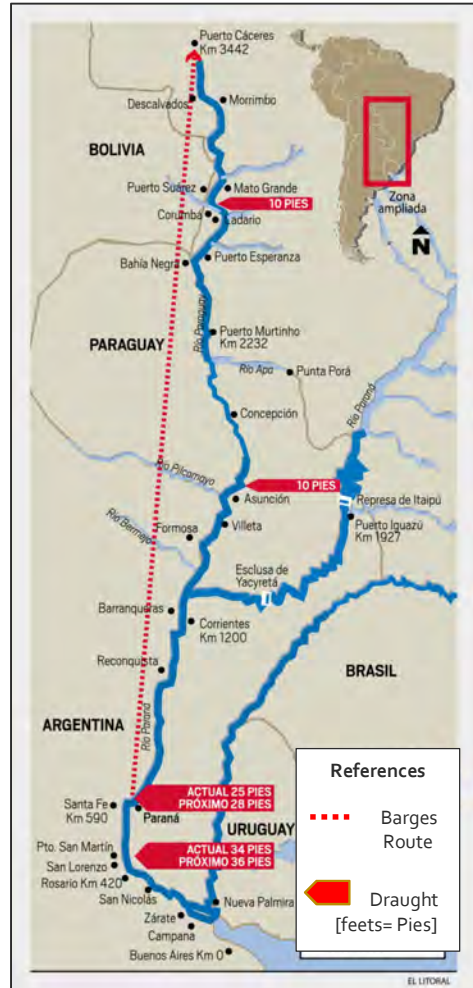 Puerto Cáceres
Km 3442
Descalvados
Morrimbo
BOLIVIA
Zona
ampliada
N
Puerto Suárez
Mato Grande
10 PIES
Corumbá
Ladario
Bahía Negra
Puerto Esperanza
Río Paraguay
PARAGUAY
Puerto Murtinho
Km 2232
Río Apa
Punta Porá
Río Paraná
Concepción
Río Pilcomayo
10 PIES
Asunción
Represa de Itaipú
Río Bermejo
Formosa
Villeta
Puerto Iguazú
Km 1927
Esclusa de
Yacyretá
Barranqueras
Corrientes
Km 1200
Reconquista
BRASIL
ARGENTINA
Río Paraná
ACTUAL 25 PIES
PRÓXIMO 28 PIES
Santa Fe
Km 590
Paraná
URUGUAY
ACTUAL 34 PIES
PRÓXIMO 36 PIES
Pto. San Martín
San Lorenzo
Rosario Km 420
San Nicolás
Nueva Palmira
Zárate
Campana
Buenos Aires Km 0
References
Barges
Route
Draught
[feets= Pies]
EL LITORAL